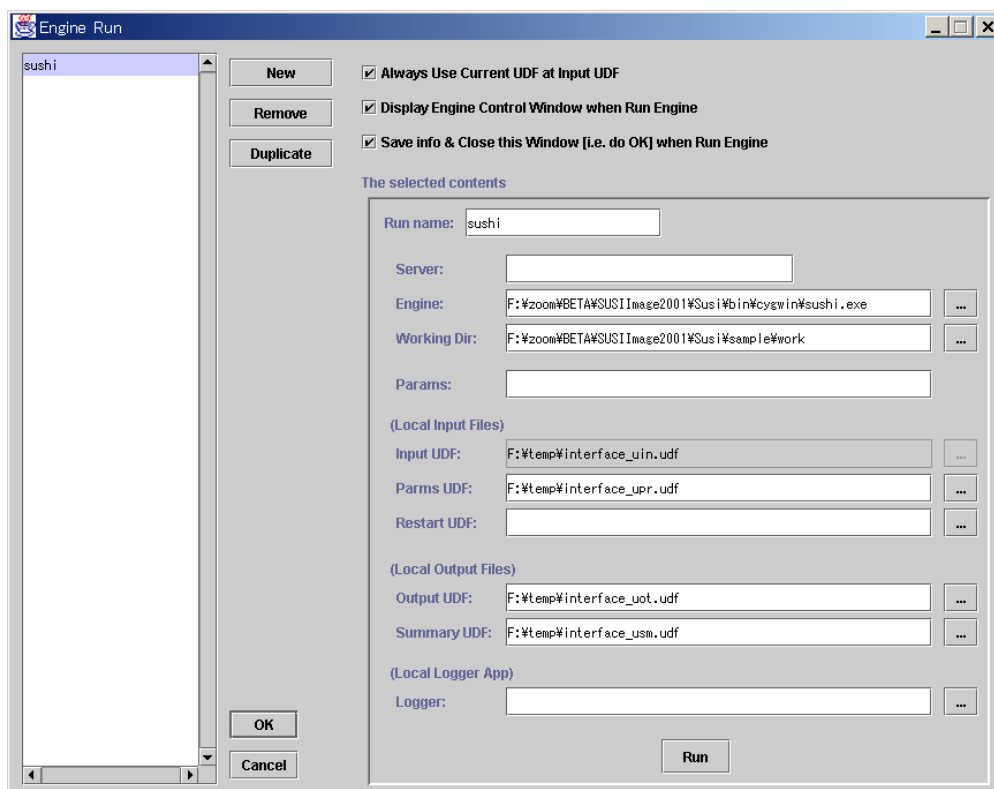 Engine Run
sushi
New
Remove
Duplicate
Always Use Current UDF at Input UDF
Display Engine Control Window when Run Engine
Save info & Close this Window [i.e. do OK] when Run Engine
The selected contents
Run name: sushi
Server:
Engine: F:¥zoom¥BETA¥SUSIImage2001¥Susi¥bin¥cygwin¥sushi.exe ...
Working Dir: F:¥zoom¥BETA¥SUSIImage2001¥Susi¥sample¥work ...
Params:
(Local Input Files)
Input UDF: F:¥temp¥interface_uin.udf ...
Parms UDF: F:¥temp¥interface_upr.udf ...
Restart UDF: ...
(Local Output Files)
Output UDF: F:¥temp¥interface_uot.udf ...
Summary UDF: F:¥temp¥interface_usm.udf ...
(Local Logger App)
Logger: ...
OK
Cancel
Run